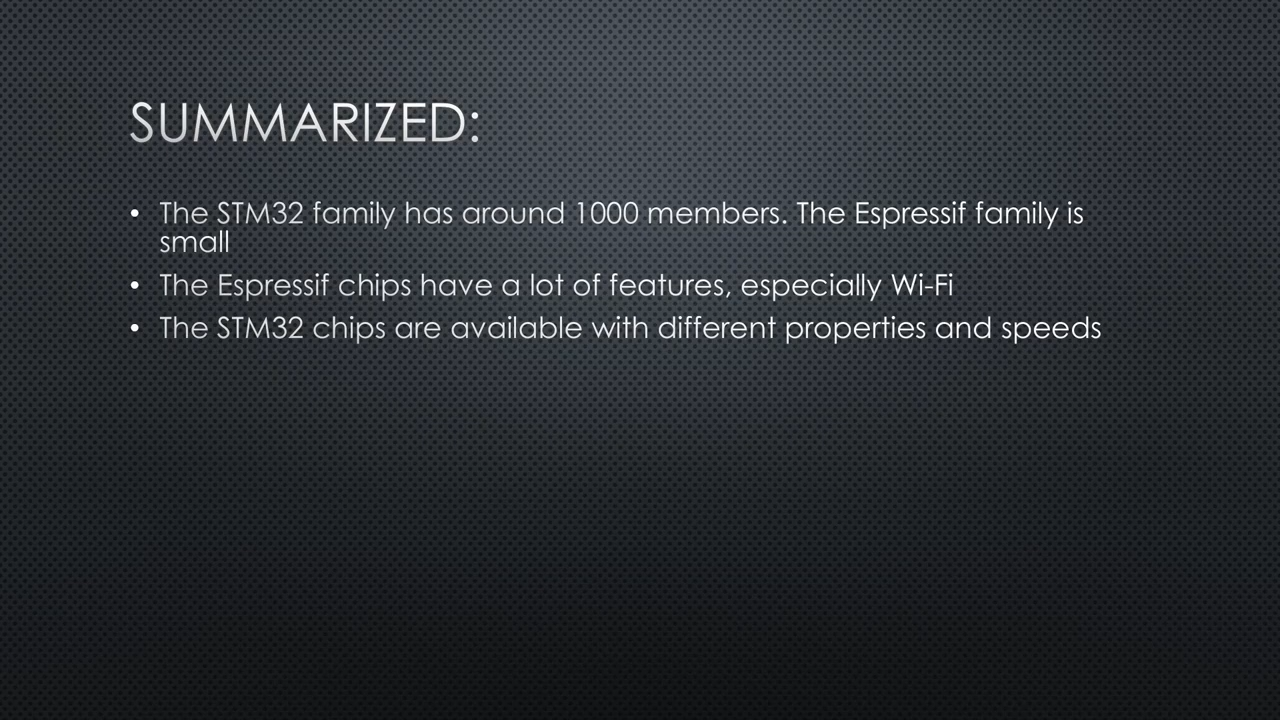 SUMMARIZED:
• The STM32 family has around 1000 members. The Espressif family is
small
• The Espressif chips have a lot of features, especially Wi-Fi
• The STM32 chips are available with different properties and speeds